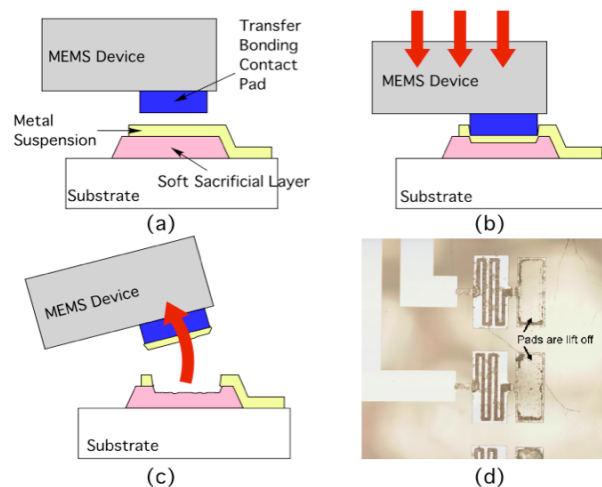 MEMS Device
Transfer
Bonding
Contact
Pad
Metal
Suspension
Soft Sacrificial Layer
Substrate
(a)
MEMS Device
Substrate
(b)
MEMS Device
Substrate
(c)
Pads are lift off
(d)